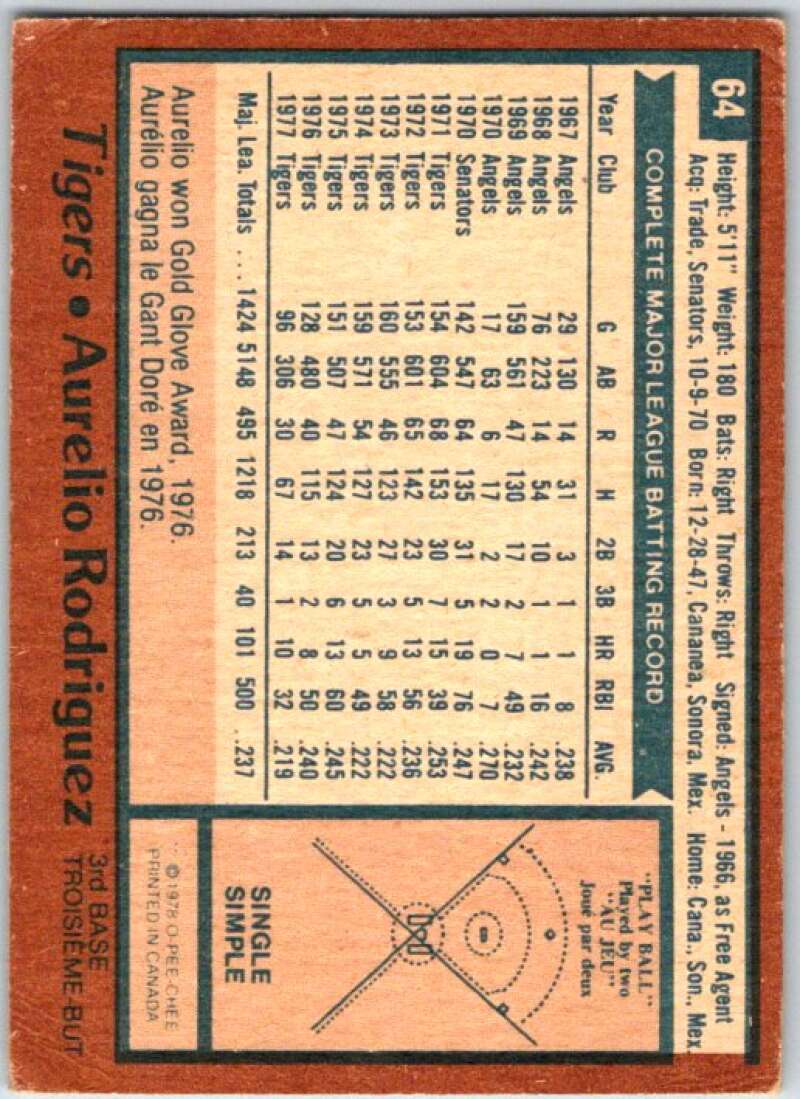 64
Height: 5'11" Weight: 180 Bats: Right Throws: Right Signed: Angels - 1966, as Free Agent
Acq: Trade, Senators, 10-9-70 Born: 12-28-47, Cananea, Sonora, Mex. Home: Cana., Son., Mex.
COMPLETE MAJOR LEAGUE BATTING RECORD
Year Club G AB R H 2B 3B HR RBI AVG.
1967 Angels 29 130 14 31 3 1 1 8 .238
1968 Angels 76 223 14 54 10 1 1 16 .242
1969 Angels 159 561 47 130 17 2 7 49 .232
1970 Angels 17 63 6 17 2 2 0 7 .270
1970 Senators 142 547 64 135 31 5 19 76 .247
1971 Tigers 154 604 68 153 30 7 15 39 .253
1972 Tigers 153 601 65 142 23 5 13 56 .236
1973 Tigers 160 555 46 123 27 3 9 58 .222
1974 Tigers 159 571 54 127 23 5 5 49 .222
1975 Tigers 151 507 47 124 20 6 13 60 .245
1976 Tigers 128 480 40 115 13 2 8 50 .240
1977 Tigers 96 306 30 67 14 1 10 32 .219
Maj. Lea. Totals ... 1424 5148 495 1218 213 40 101 500 .237
Aurelio won Gold Glove Award, 1976.
Aurélio gagna le Gant Doré en 1976.
"PLAY BALL"
Played by two
"AU JEU"
Joué par deux
SINGLE
SIMPLE
© 1978 O-PEE-CHEE
PRINTED IN CANADA
Tigers • Aurelio Rodriguez
3rd BASE
TROISIÈME-BUT